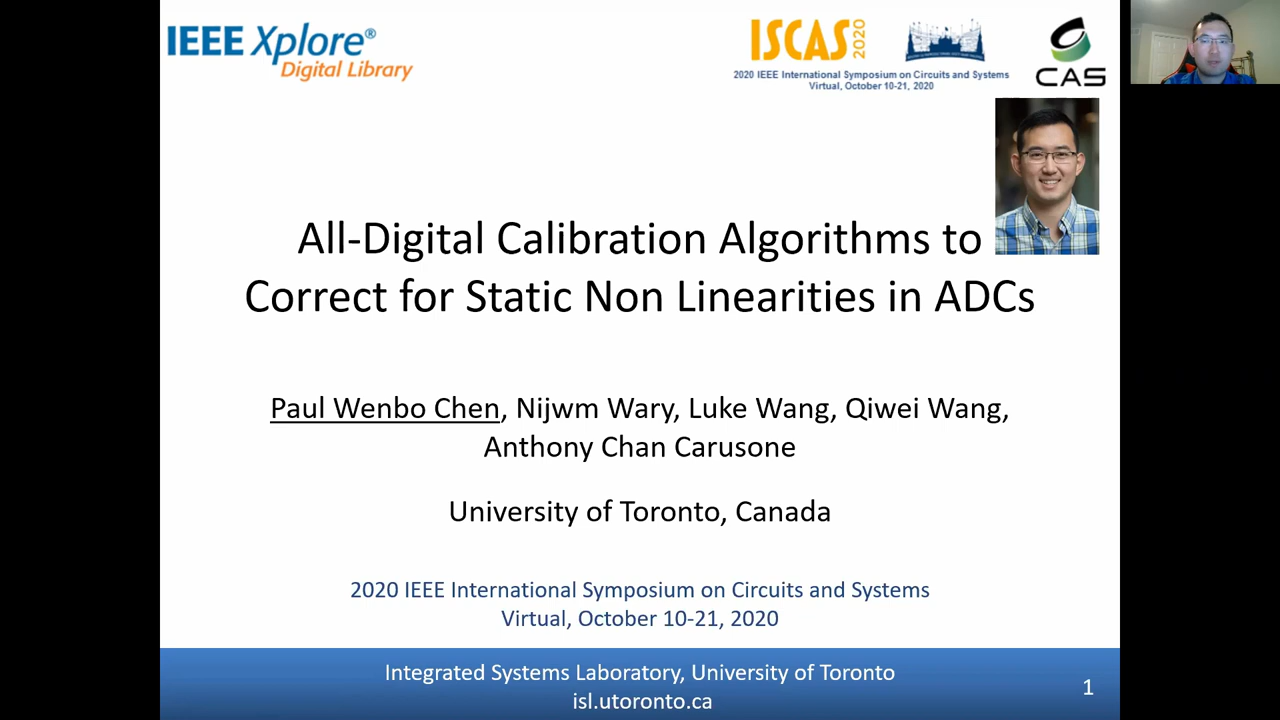 IEEE Xplore®
Digital Library
ISCAS 2020
2020 IEEE International Symposium on Circuits and Systems
Virtual, October 10-21, 2020
CAS
All-Digital Calibration Algorithms to
Correct for Static Non Linearities in ADCs
Paul Wenbo Chen, Nijwm Wary, Luke Wang, Qiwei Wang,
Anthony Chan Carusone
University of Toronto, Canada
2020 IEEE International Symposium on Circuits and Systems
Virtual, October 10-21, 2020
Integrated Systems Laboratory, University of Toronto
isl.utoronto.ca
1